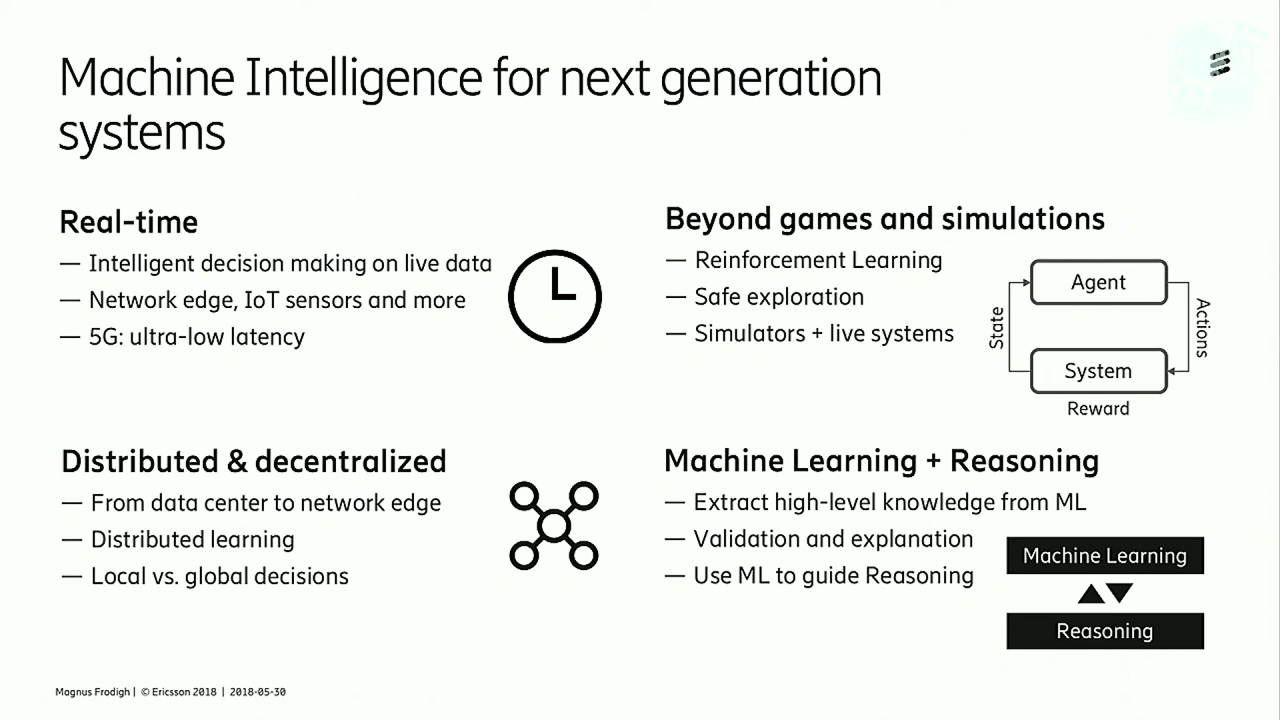 Machine Intelligence for next generation
systems
Real-time
— Intelligent decision making on live data
— Network edge, IoT sensors and more
— 5G: ultra-low latency
Beyond games and simulations
— Reinforcement Learning
— Safe exploration
— Simulators + live systems
Agent
State
Actions
System
Reward
Distributed & decentralized
— From data center to network edge
— Distributed learning
— Local vs. global decisions
Machine Learning + Reasoning
— Extract high-level knowledge from ML
— Validation and explanation
— Use ML to guide Reasoning
Machine Learning
Reasoning
Magnus Frodigh | © Ericsson 2018 | 2018-05-30